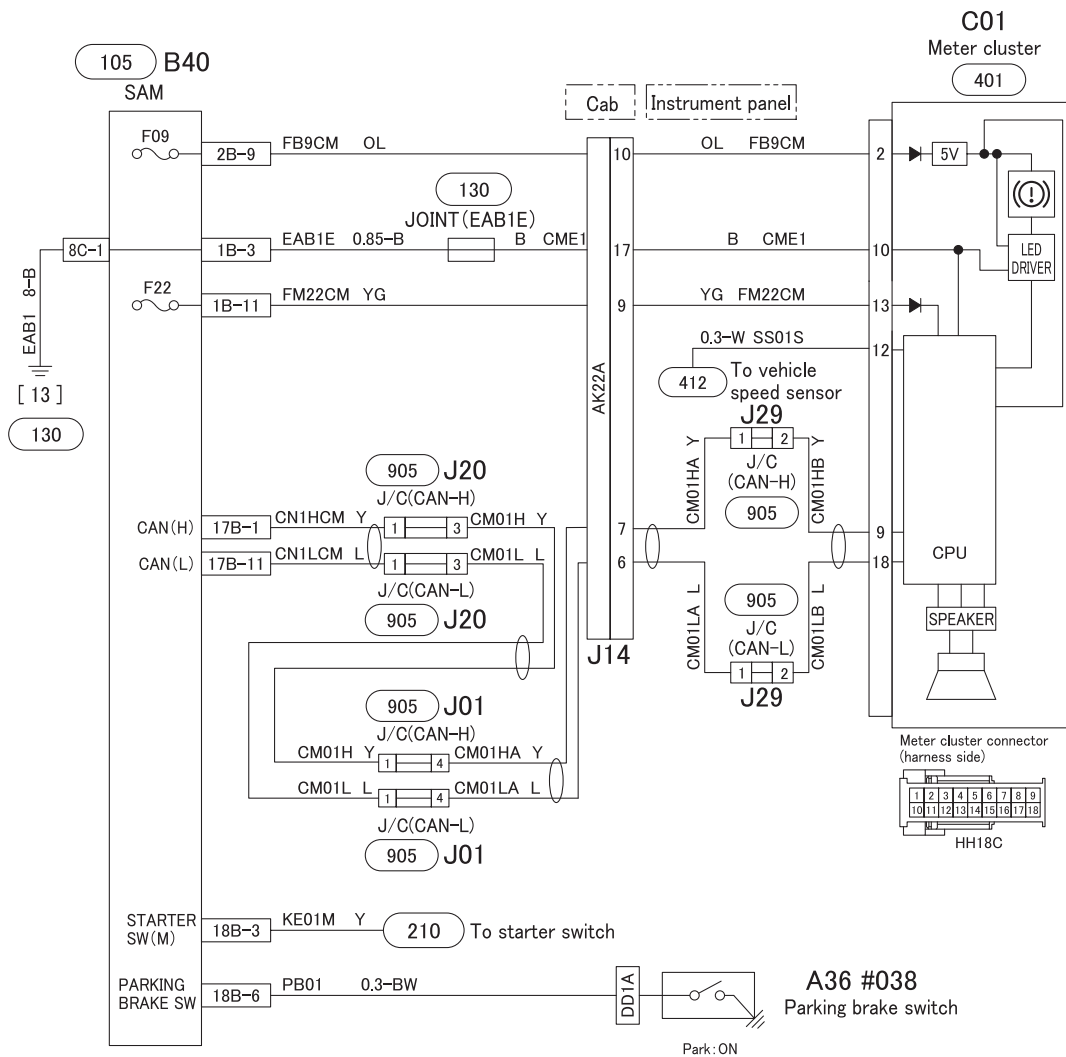 C01
Meter cluster
401
105 B40
SAM
Cab
Instrument panel
F09
2B-9
FB9CM OL
10
OL FB9CM
2
5V
130
JOINT(EAB1E)
8C-1
1B-3
EAB1E 0.85-B
B CME1
17
B CME1
10
LED
DRIVER
F22
1B-11
FM22CM YG
9
YG FM22CM
13
EAB1 8-B
[ 13 ]
130
0.3-W SS01S
12
412
To vehicle
speed sensor
AK22A
J29
1 2
J/C
(CAN-H)
905
CM01HA Y
CM01HB Y
905 J20
J/C(CAN-H)
CAN(H)
17B-1
CN1HCM Y
1 3
CM01H Y
7
9
CAN(L)
17B-11
CN1LCM L
1 3
CM01L L
6
18
CPU
J/C(CAN-L)
905 J20
905
J/C
(CAN-L)
CM01LA L
CM01LB L
1 2
J29
SPEAKER
J14
905 J01
J/C(CAN-H)
CM01H Y
1 4
CM01HA Y
CM01L L
1 4
CM01LA L
J/C(CAN-L)
905 J01
Meter cluster connector
(harness side)
1 2 3 4 5 6 7 8 9
10 11 12 13 14 15 16 17 18
HH18C
STARTER
SW(M)
18B-3
KE01M Y
210
To starter switch
PARKING
BRAKE SW
18B-6
PB01 0.3-BW
DD1A
A36 #038
Parking brake switch
Park:ON